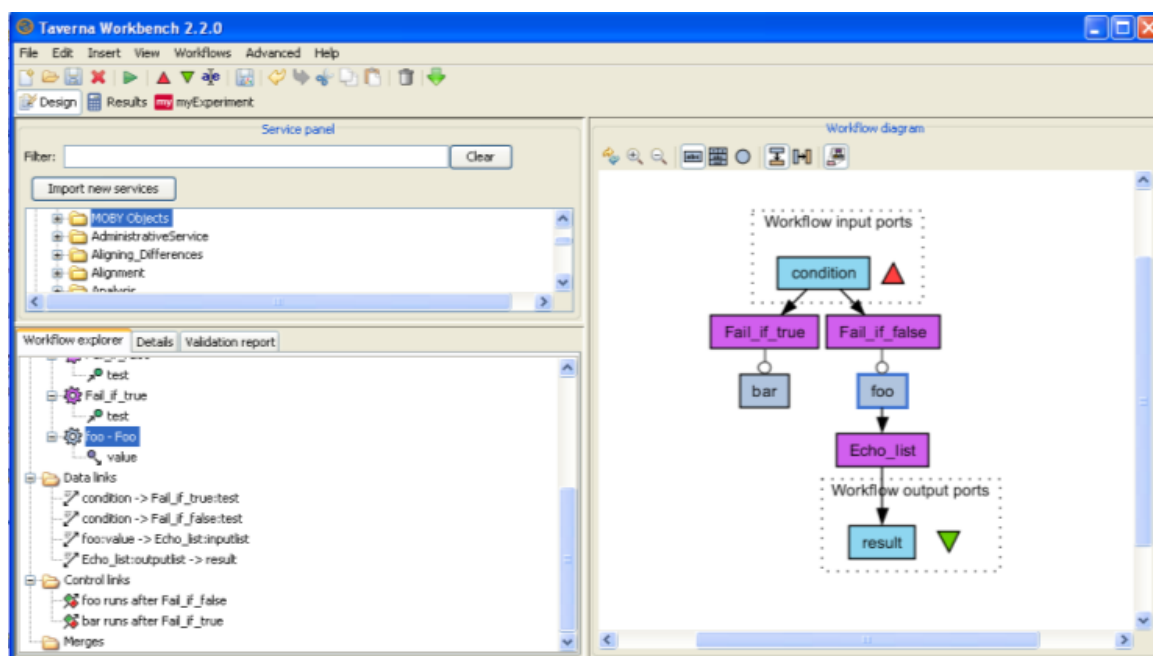 Taverna Workbench 2.2.0
File Edit Insert View Workflows Advanced Help
Design Results my myExperiment
Service panel
Filter: Clear
Import new services
MOBY Objects
AdministrativeService
Aligning_Differences
Alignment
Analysis
Workflow explorer Details Validation report
test
Fail_if_true
test
foo - Foo
value
Data links
condition -> Fail_if_true:test
condition -> Fail_if_false:test
foo:value -> Echo_list:inputlist
Echo_list:outputlist -> result
Control links
foo runs after Fail_if_false
bar runs after Fail_if_true
Merges
Workflow diagram
Workflow input ports
condition
Fail_if_true Fail_if_false
bar foo
Echo_list
Workflow output ports
result